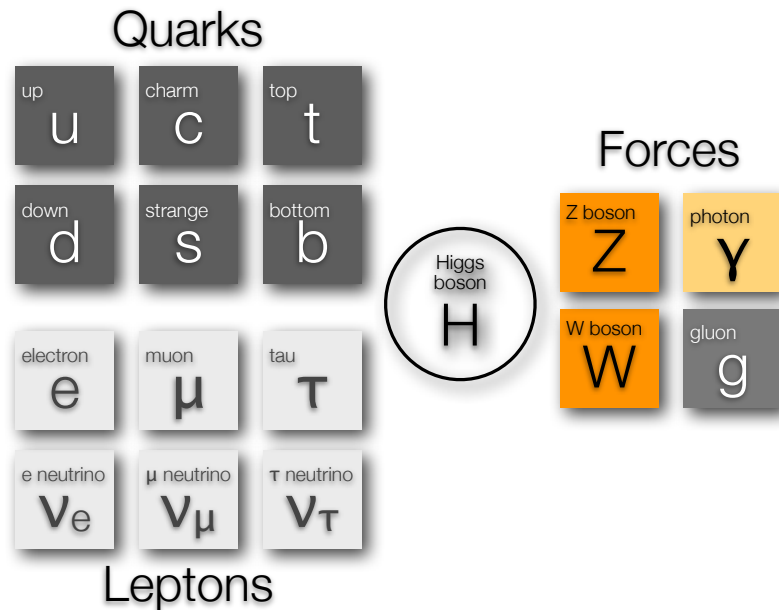 Quarks
up
u
charm
c
top
t
down
d
strange
s
bottom
b
electron
e
muon
μ
tau
τ
e neutrino
νe
μ neutrino
νμ
τ neutrino
ντ
Leptons
Higgs
boson
H
Forces
Z boson
Z
photon
γ
W boson
W
gluon
g